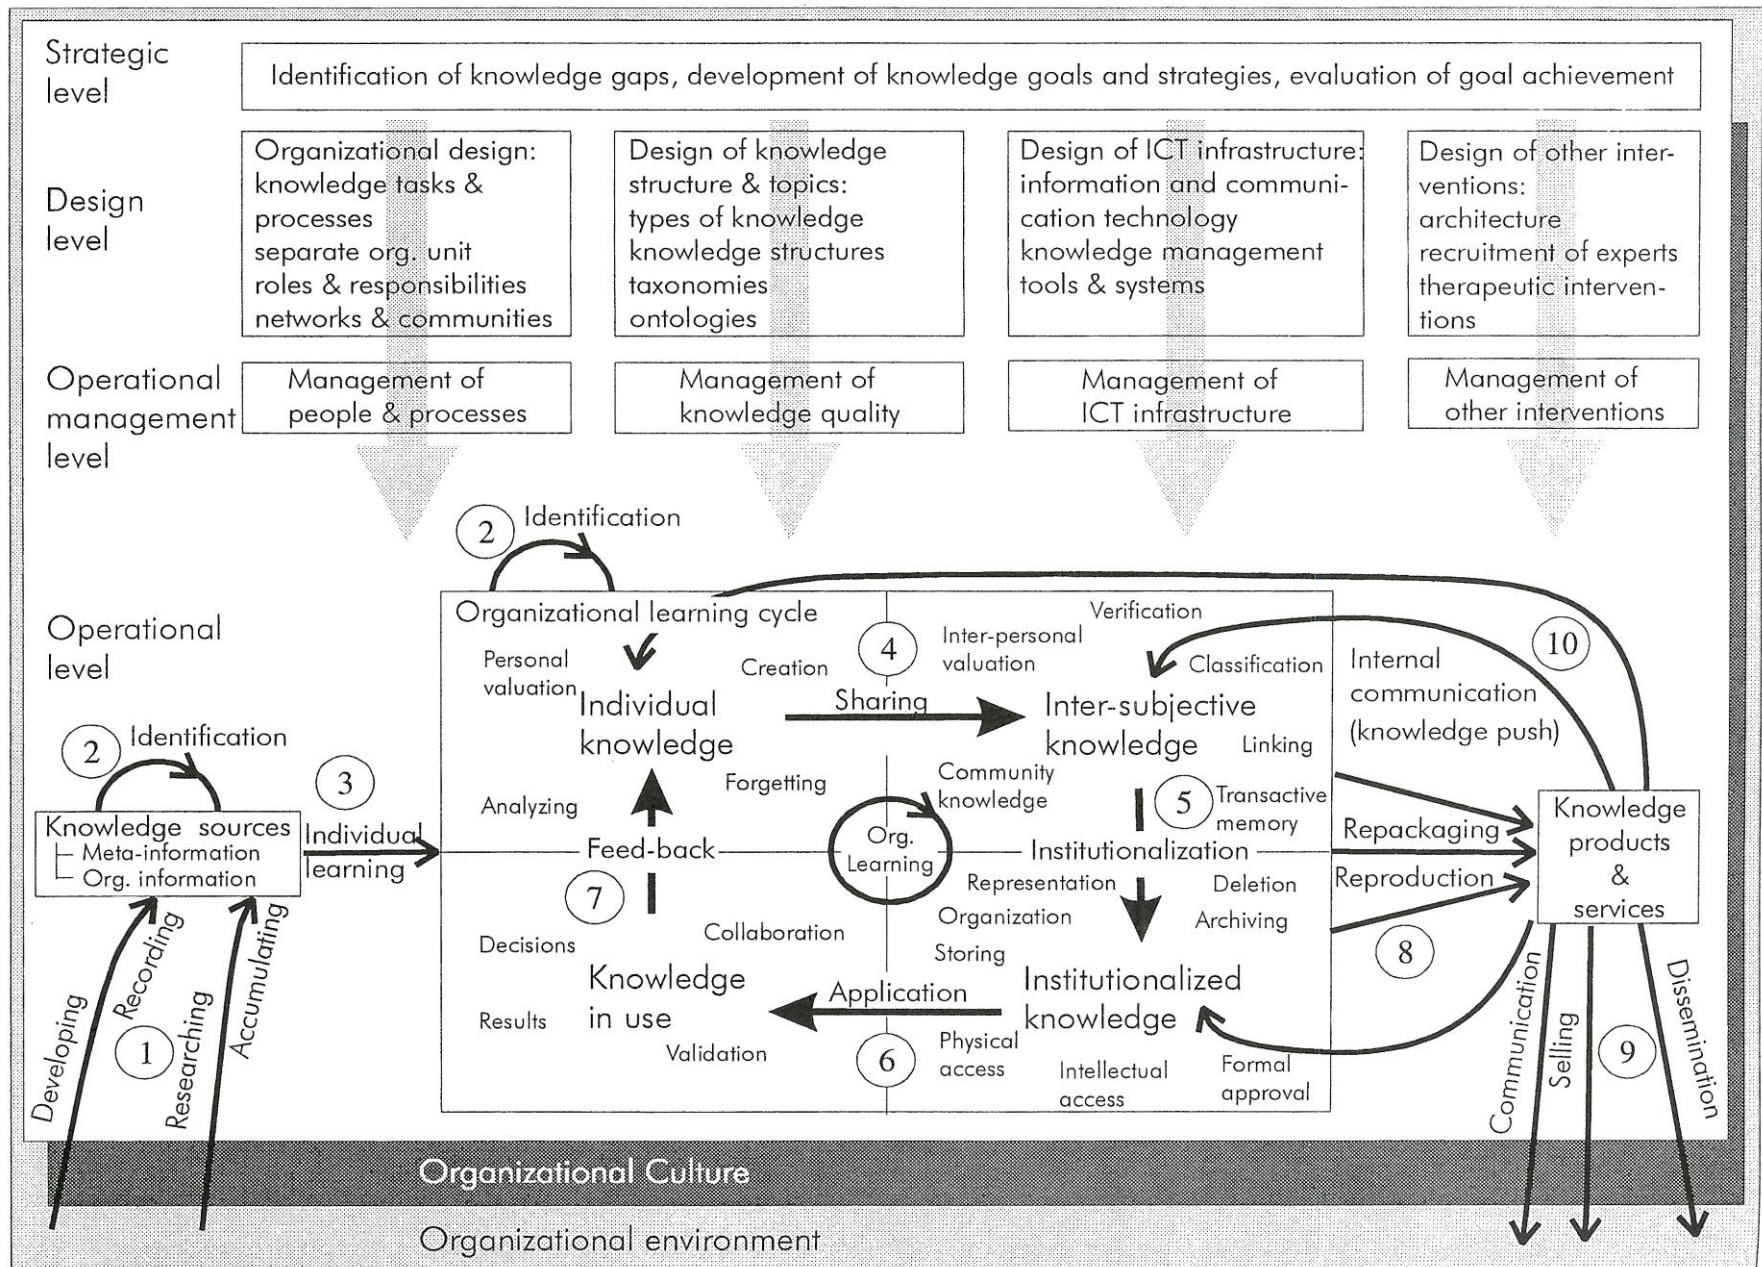 Strategic
level
Identification of knowledge gaps, development of knowledge goals and strategies, evaluation of goal achievement
Design
level
Organizational design:
knowledge tasks &
processes
separate org. unit
roles & responsibilities
networks & communities
Design of knowledge
structure & topics:
types of knowledge
knowledge structures
taxonomies
ontologies
Design of ICT infrastructure:
information and communi-
cation technology
knowledge management
tools & systems
Design of other inter-
ventions:
architecture
recruitment of experts
therapeutic interven-
tions
Operational
management
level
Management of
people & processes
Management of
knowledge quality
Management of
ICT infrastructure
Management of
other interventions
Operational
level
2
Identification
Organizational learning cycle
Personal
valuation
Creation
4
Inter-personal
valuation
Verification
Classification
Individual
knowledge
Sharing
Inter-subjective
knowledge
Linking
Internal
communication
(knowledge push)
10
2
Identification
3
Individual
learning
Knowledge sources
Meta-information
Org. information
Analyzing
Forgetting
Community
knowledge
5
Transactive
memory
Feed-back
Org.
Learning
Institutionalization
Repackaging
Reproduction
8
Knowledge
products
&
services
7
Representation
Deletion
Organization
Archiving
Storing
Decisions
Collaboration
Knowledge
in use
Application
Institutionalized
knowledge
Results
Validation
6
Physical
access
Intellectual
access
Formal
approval
Developing
Recording
1
Researching
Accumulating
Communication
Selling
9
Dissemination
Organizational Culture
Organizational environment